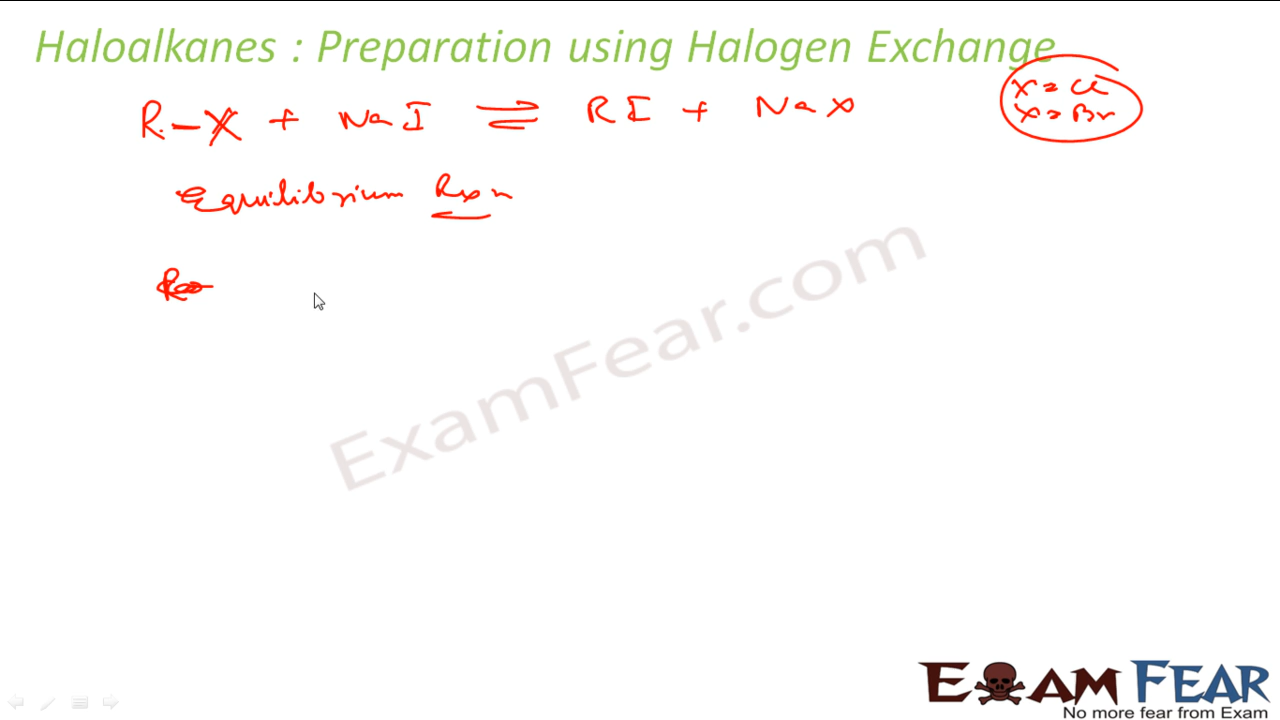 Haloalkanes : Preparation using Halogen Exchange
R - X + NaI ⇌ RI + NaX
X = Cl
X = Br
Equilibrium Rxn
ExamFear.com
EXAM FEAR
No more fear from Exam